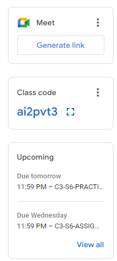 Meet
Generate link
Class code
ai2pvt3
Upcoming
Due tomorrow
11:59 PM – C3-S6-PRACTI...
Due Wednesday
11:59 PM – C3-S6-ASSIG...
View all